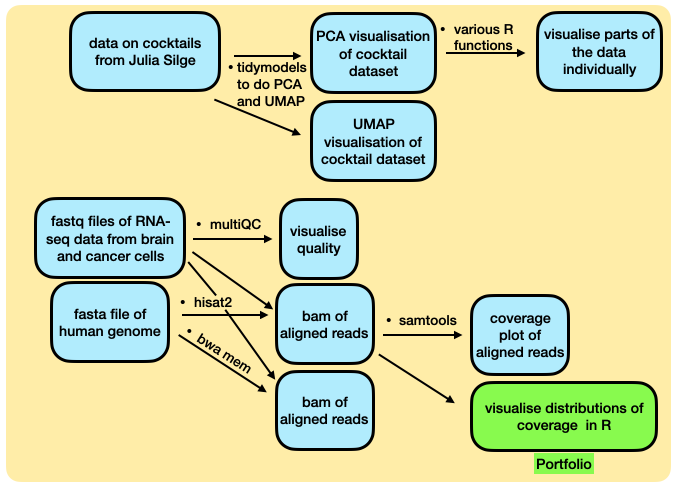 data on cocktails
from Julia Silge
• tidymodels
to do PCA
and UMAP
PCA visualisation
of cocktail
dataset
• various R
functions
visualise parts of
the data
individually
UMAP
visualisation of
cocktail dataset
fastq files of RNA-
seq data from brain
and cancer cells
• multiQC
visualise
quality
fasta file of
human genome
• hisat2
• bwa mem
bam of
aligned reads
• samtools
coverage
plot of
aligned reads
bam of
aligned reads
visualise distributions of
coverage in R
Portfolio